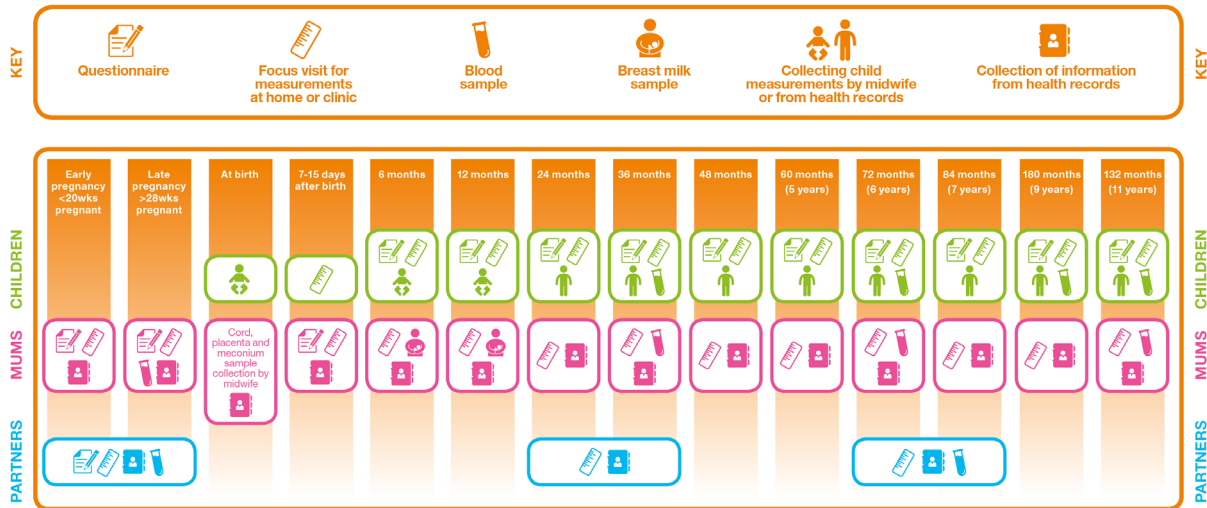 KEY
Questionnaire
Focus visit for
measurements
at home or clinic
Blood
sample
Breast milk
sample
Collecting child
measurements by midwife
or from health records
Collection of information
from health records
KEY
Early
pregnancy
<20wks
pregnant
Late
pregnancy
>28wks
pregnant
At birth
7-15 days
after birth
6 months
12 months
24 months
36 months
48 months
60 months
(5 years)
72 months
(6 years)
84 months
(7 years)
180 months
(9 years)
132 months
(11 years)
CHILDREN
CHILDREN
MUMS
Cord,
placenta and
meconium
sample
collection by
midwife
MUMS
PARTNERS
PARTNERS